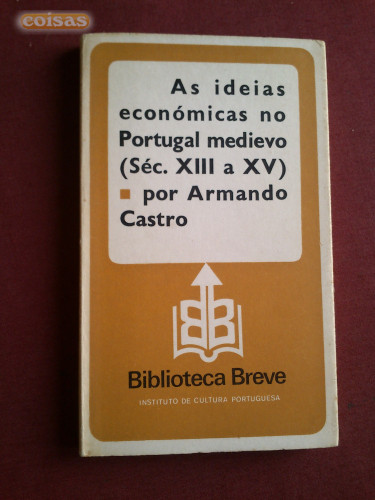 coisas
As ideias
económicas no
Portugal medievo
(Séc. XIII a XV)
■ por Armando
Castro
Biblioteca Breve
INSTITUTO DE CULTURA PORTUGUESA